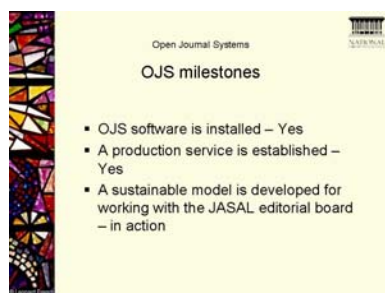 Open Journal Systems
NATIONAL
OJS milestones
▪ OJS software is installed – Yes
▪ A production service is established –
Yes
▪ A sustainable model is developed for
working with the JASAL editorial board
– in action